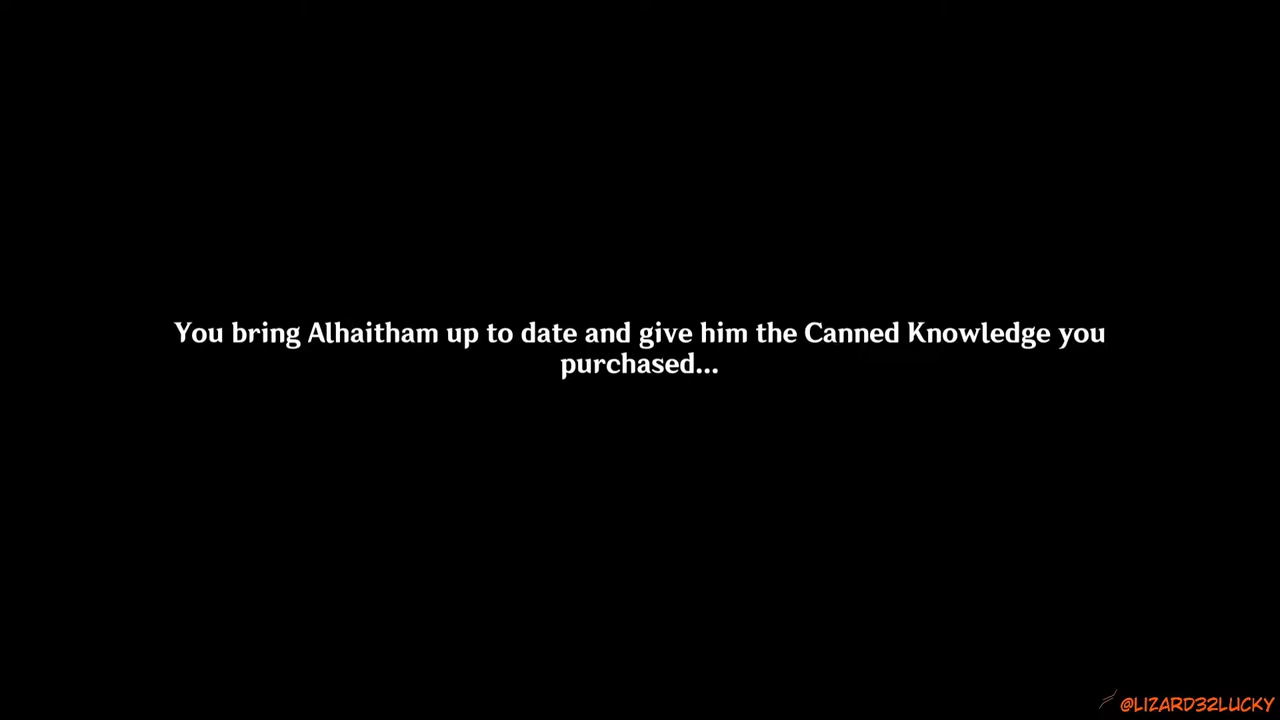 You bring Alhaitham up to date and give him the Canned Knowledge you
purchased...
@LIZARD32LUCKY